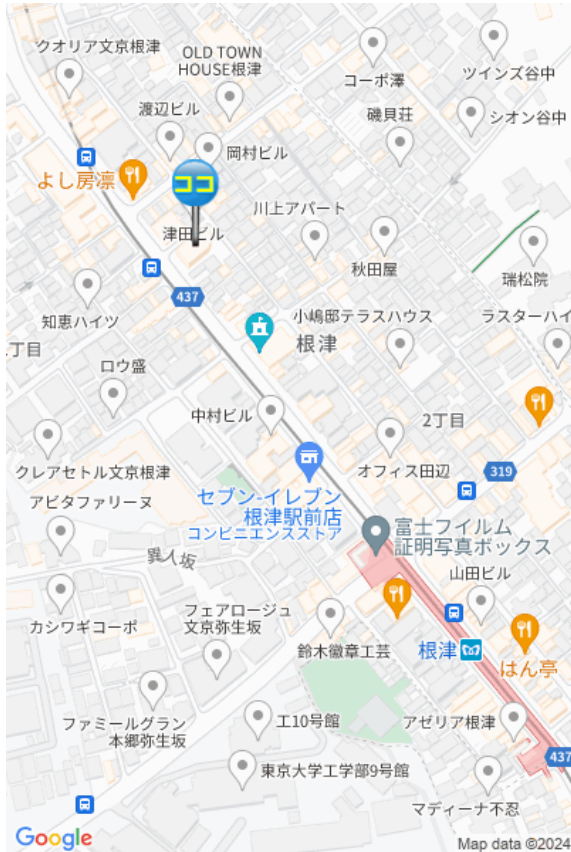 クオリア文京根津
OLD TOWN
HOUSE根津
コーポ澤
ツインズ谷中
渡辺ビル
磯貝荘
シオン谷中
岡村ビル
よし房凛
ココ
川上アパート
津田ビル
秋田屋
瑞松院
437
知恵ハイツ
小嶋邸テラスハウス
ラスターハイ
根津
丁目
ロウ盛
中村ビル
2丁目
オフィス田辺
クレアセトル文京根津
319
セブン-イレブン
根津駅前店
コンビニエンスストア
アビタファリーヌ
富士フイルム
証明写真ボックス
異人坂
山田ビル
カシワギコーポ
フェアロージュ
文京弥生坂
鈴木徽章工芸
根津
はん亭
ファミールグラン
本郷弥生坂
工10号館
アゼリア根津
437
東京大学工学部9号館
マディーナ不忍
Google
Map data ©2024